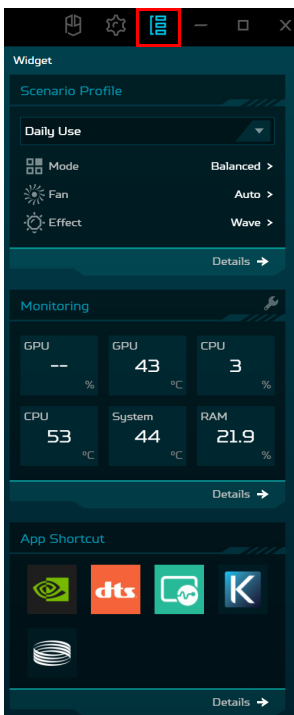 Widget
Scenario Profile
Daily Use
Mode Balanced >
Fan Auto >
Effect Wave >
Details →
Monitoring
GPU GPU CPU
-- 43 3
% °C %
CPU System RAM
53 44 21.9
°C °C %
Details →
App Shortcut
dts K
Details →